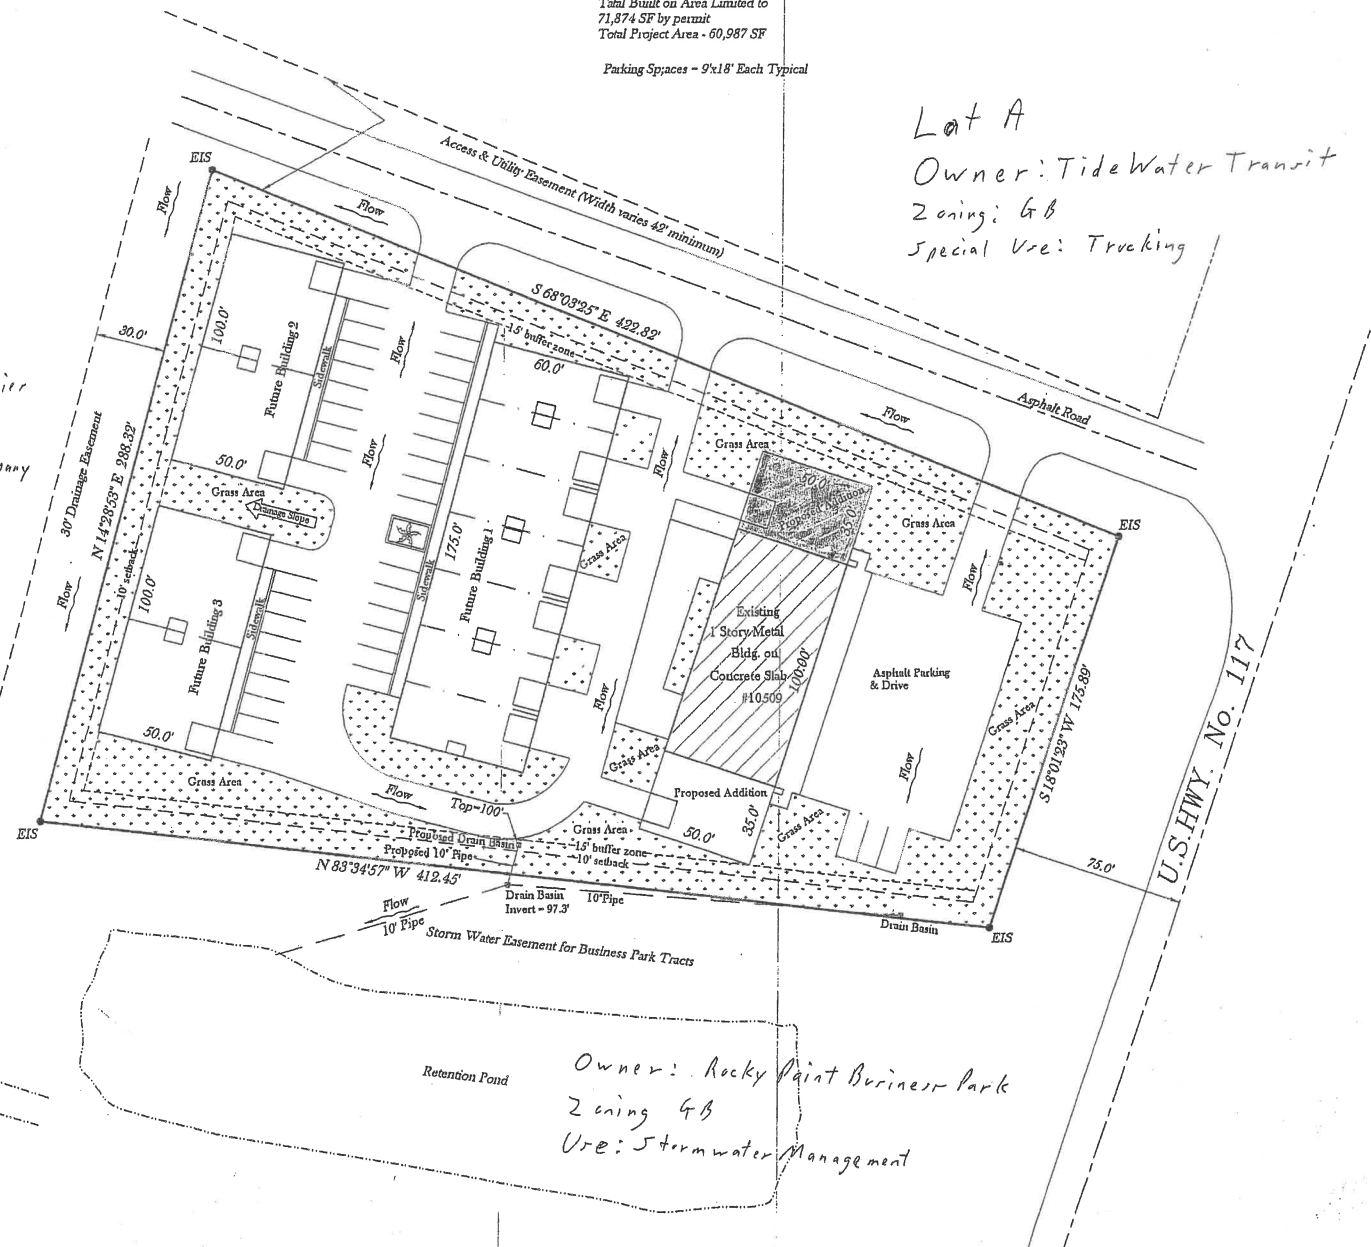 Total Built on Area Limited to
71,874 SF by permit
Total Project Area - 60,987 SF
Parking Sp;aces - 9'x18' Each Typical
Lot A
Owner: TideWater Transit
Zoning: GB
Special Use: Trucking
Access & Utility Easement (Width varies 42' minimum)
EIS
Flow
Flow
S 68°03'25" E 422.82'
15' buffer zone
60.0'
Asphalt Road
Flow
30.0'
100.0'
Future Building 2
Sidewalk
Flow
Flow
Flow
Grass Area
50.0'
Proposed Addition
35.0'
Grass Area
EIS
30' Drainage Easement
N 14°28'53" E 288.32'
10' setback
Flow
50.0'
Grass Area
Drainage Slope
100.0'
Future Building 3
Sidewalk
50.0'
175.0'
Sidewalk
Future Building 1
Grass Area
Flow
Existing
1 Story Metal
Bldg. on
Concrete Slab
#10509
100.00'
Asphalt Parking
& Drive
Flow
Flow
Grass Area
S 18°01'23" W 175.89'
U.S.HWY No. 117
75.0'
Grass Area
Proposed Addition
50.0'
35.0'
Grass Area
Grass Area
Flow
Top=100'
Grass Area
Proposed Drain Basin
Proposed 10' Pipe
15' buffer zone
10' setback
EIS
N 83°34'57" W 412.45'
Drain Basin
Invert = 97.3'
10" Pipe
Drain Basin
EIS
Flow
10' Pipe
Storm Water Easement for Business Park Tracts
Retention Pond
Owner: Rocky Point Business Park
Zoning GB
Use: Stormwater Management